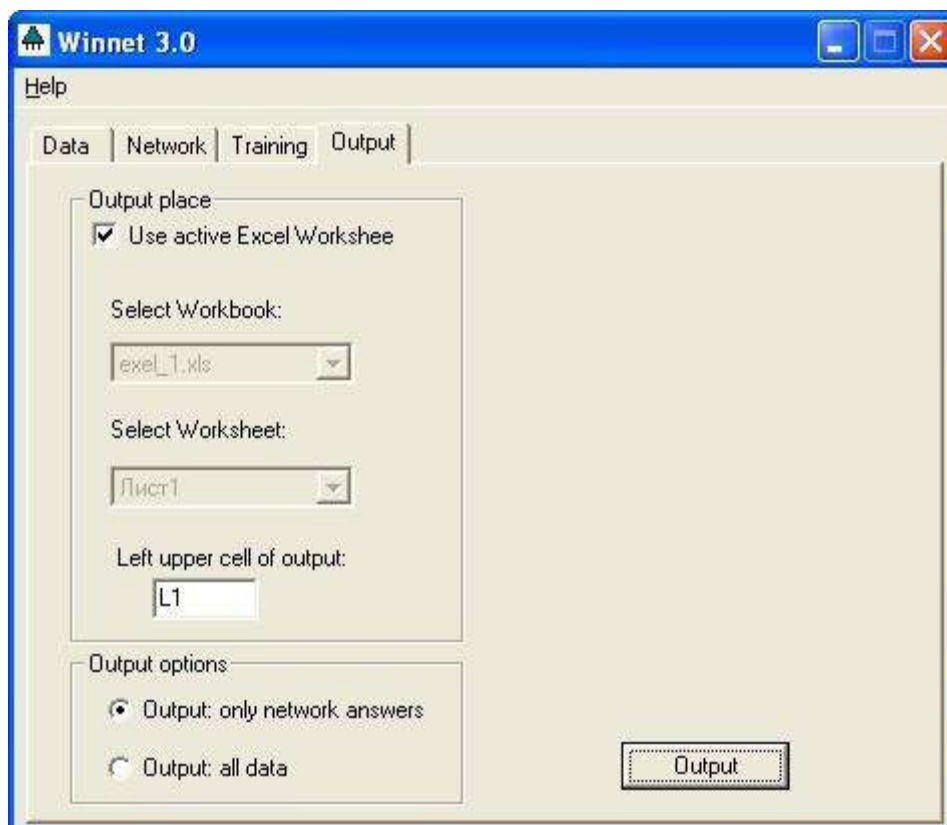 Winnet 3.0
Help
Data Network Training Output
Output place
Use active Excel Workshee
Select Workbook:
exel_1.xls
Select Worksheet:
Лист1
Left upper cell of output:
L1
Output options
Output: only network answers
Output: all data
Output